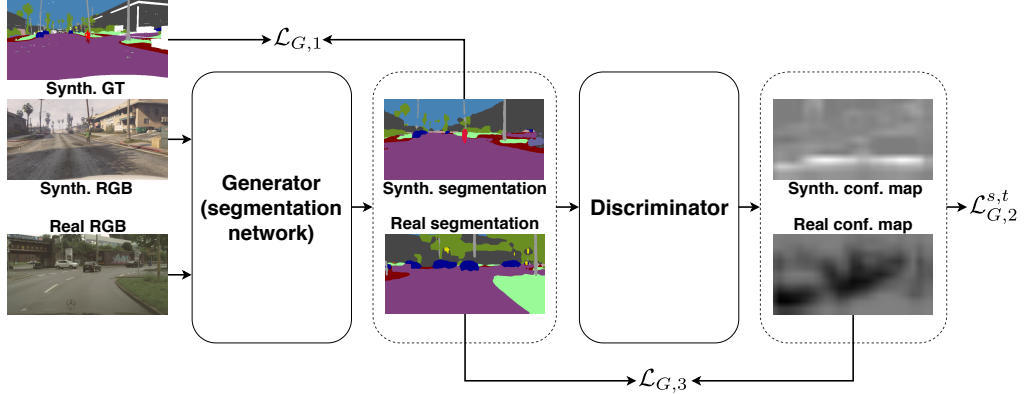 Synth. GT
Synth. RGB
Real RGB
Generator
(segmentation
network)
Synth. segmentation
Real segmentation
Discriminator
Synth. conf. map
Real conf. map
ℒ_{G,1}
ℒ^{s,t}_{G,2}
ℒ_{G,3}